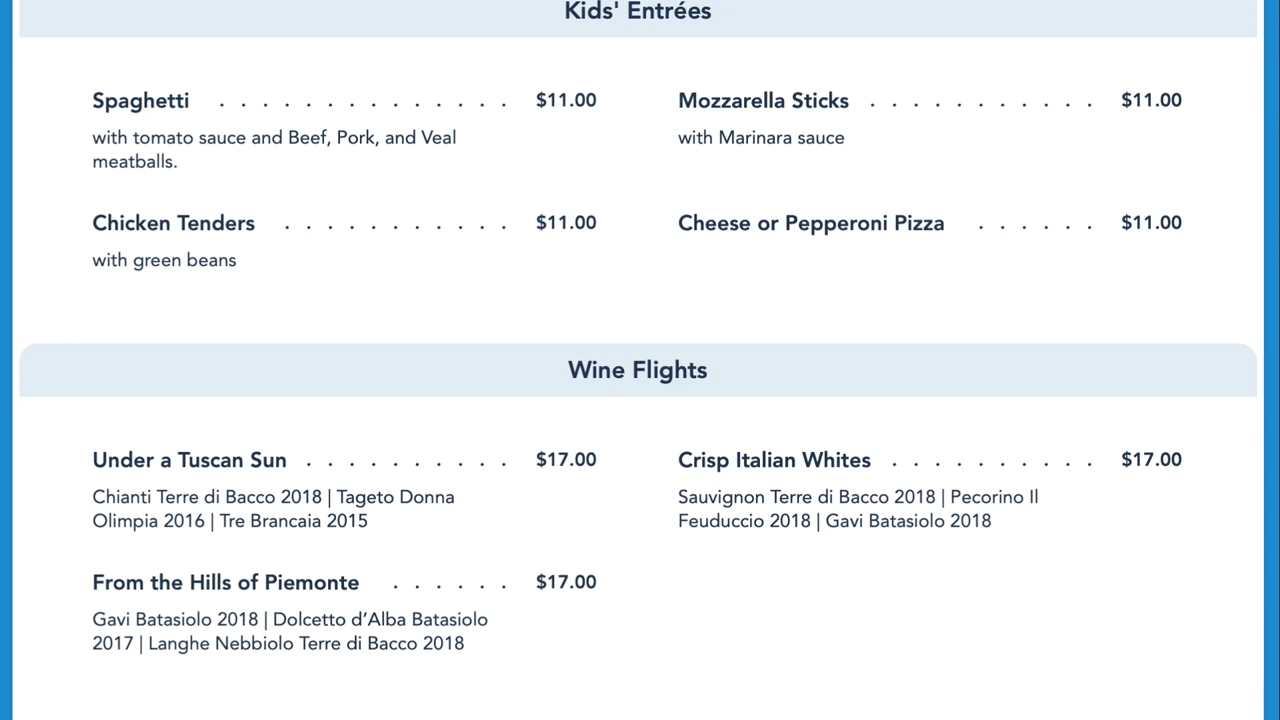 Kids' Entrées
Spaghetti . . . . . . . . . . . . . . $11.00
with tomato sauce and Beef, Pork, and Veal
meatballs.
Mozzarella Sticks . . . . . . . . . . . $11.00
with Marinara sauce
Chicken Tenders . . . . . . . . . . . $11.00
with green beans
Cheese or Pepperoni Pizza . . . . . . $11.00
Wine Flights
Under a Tuscan Sun . . . . . . . . . . $17.00
Chianti Terre di Bacco 2018 | Tageto Donna
Olimpia 2016 | Tre Brancaia 2015
Crisp Italian Whites . . . . . . . . . . $17.00
Sauvignon Terre di Bacco 2018 | Pecorino Il
Feuduccio 2018 | Gavi Batasiolo 2018
From the Hills of Piemonte . . . . . . $17.00
Gavi Batasiolo 2018 | Dolcetto d’Alba Batasiolo
2017 | Langhe Nebbiolo Terre di Bacco 2018